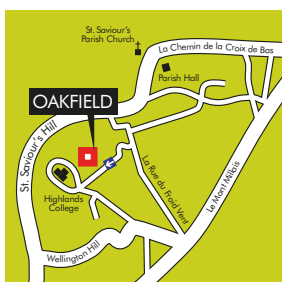 St. Saviour's
Parish Church
La Chemin de la Croix de Bas
Parish Hall
OAKFIELD
St. Saviour's Hill
La Rue du Froid Vent
Le Mont Millais
Highlands
College
Wellington Hill